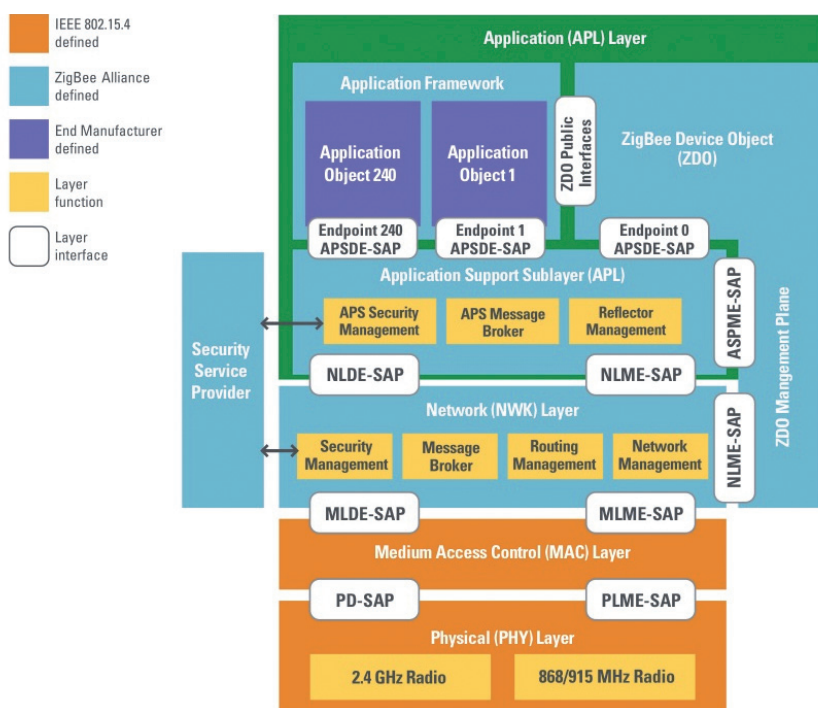 IEEE 802.15.4
defined
ZigBee Alliance
defined
End Manufacturer
defined
Layer
function
Layer
interface
Application (APL) Layer
Application Framework
Application
Object 240
Application
Object 1
ZDO Public
Interfaces
ZigBee Device Object
(ZDO)
Endpoint 240
APSDE-SAP
Endpoint 1
APSDE-SAP
Endpoint 0
APSDE-SAP
Application Support Sublayer (APL)
APS Security
Management
APS Message
Broker
Reflector
Management
ASPME-SAP
ZDO Mangement Plane
Security
Service
Provider
NLDE-SAP
NLME-SAP
Network (NWK) Layer
Security
Management
Message
Broker
Routing
Management
Network
Management
NLME-SAP
MLDE-SAP
MLME-SAP
Medium Access Control (MAC) Layer
PD-SAP
PLME-SAP
Physical (PHY) Layer
2.4 GHz Radio
868/915 MHz Radio